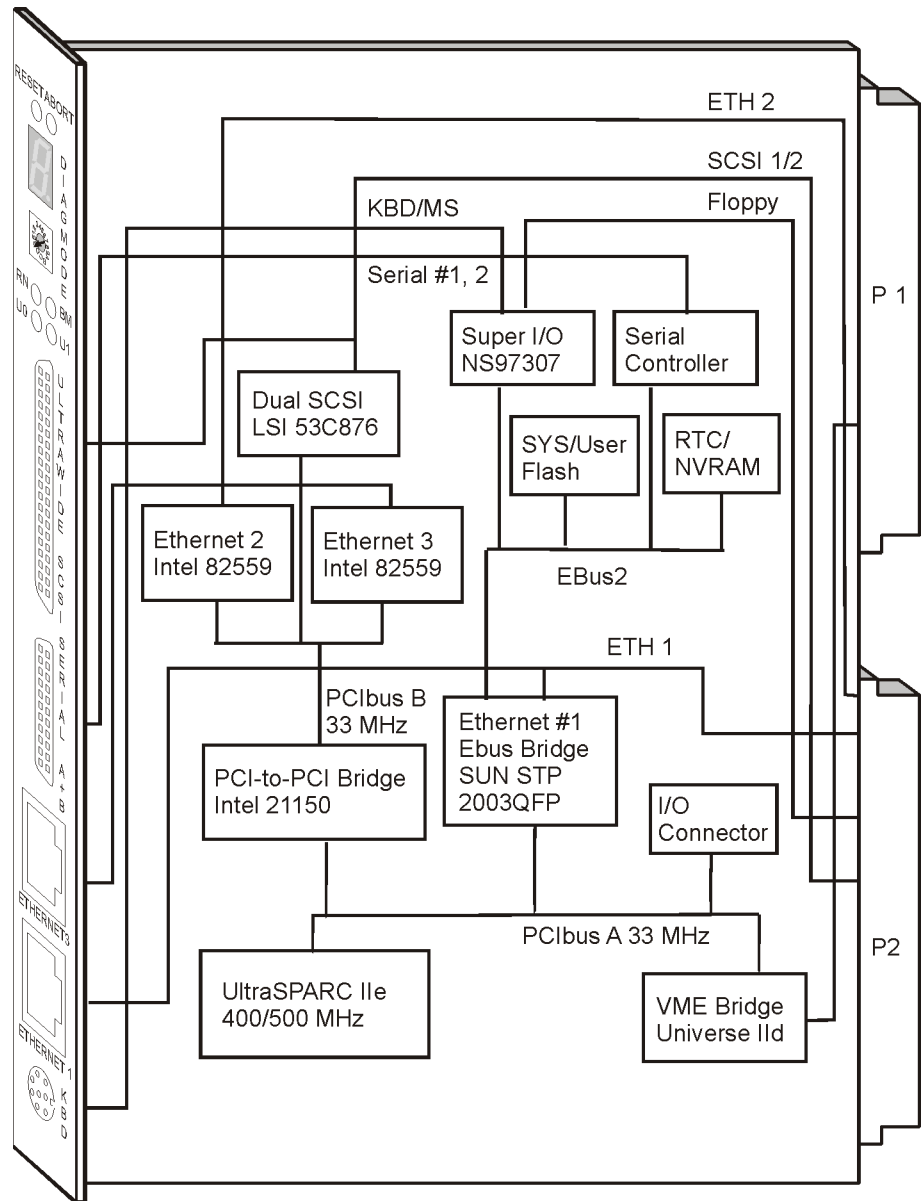 RESET ABORT
DIAG MODE
RN
BM
U0
U1
ULTRAWIDE SCSI
SERIAL A+B
ETHERNET3
ETHERNET 1
KBD
ETH 2
SCSI 1/2
KBD/MS
Floppy
Serial #1, 2
P 1
Super I/O
NS97307
Serial
Controller
Dual SCSI
LSI 53C876
SYS/User
Flash
RTC/
NVRAM
Ethernet 2
Intel 82559
Ethernet 3
Intel 82559
EBus2
ETH 1
PCIbus B
33 MHz
Ethernet #1
Ebus Bridge
SUN STP
2003QFP
PCI-to-PCI Bridge
Intel 21150
I/O
Connector
PCIbus A 33 MHz
P2
UltraSPARC IIe
400/500 MHz
VME Bridge
Universe IId